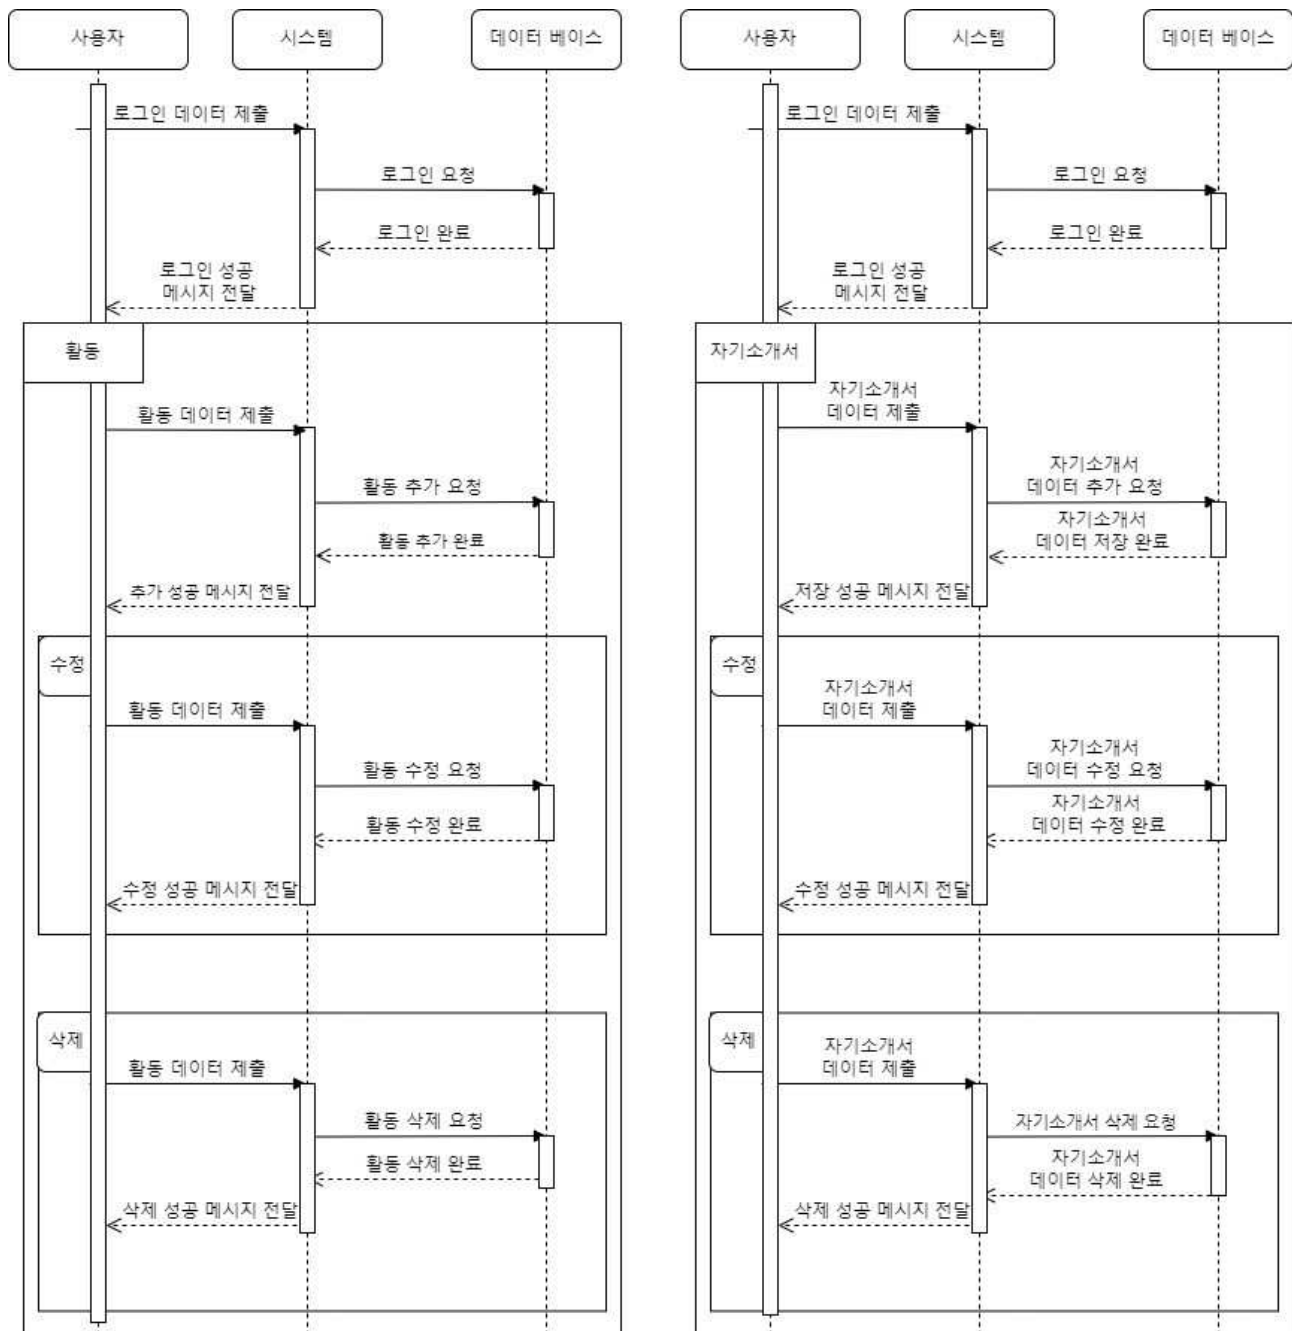 사용자
시스템
데이터 베이스
로그인 데이터 제출
로그인 요청
로그인 완료
로그인 성공
메시지 전달
활동
활동 데이터 제출
활동 추가 요청
활동 추가 완료
추가 성공 메시지 전달
수정
활동 데이터 제출
활동 수정 요청
활동 수정 완료
수정 성공 메시지 전달
삭제
활동 데이터 제출
활동 삭제 요청
활동 삭제 완료
삭제 성공 메시지 전달
사용자
시스템
데이터 베이스
로그인 데이터 제출
로그인 요청
로그인 완료
로그인 성공
메시지 전달
자기소개서
자기소개서
데이터 제출
자기소개서
데이터 추가 요청
자기소개서
데이터 저장 완료
저장 성공 메시지 전달
수정
자기소개서
데이터 제출
자기소개서
데이터 수정 요청
자기소개서
데이터 수정 완료
수정 성공 메시지 전달
삭제
자기소개서
데이터 제출
자기소개서 삭제 요청
자기소개서
데이터 삭제 완료
삭제 성공 메시지 전달